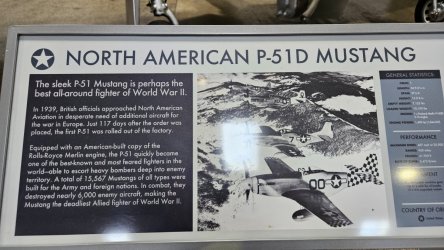 NORTH AMERICAN P-51D MUSTANG
The sleek P-51 Mustang is perhaps the
best all-around fighter of World War II.
In 1939, British officials approached North American
Aviation in desperate need of additional aircraft for
the war in Europe. Just 117 days after the order was
placed, the first P-51 was rolled out of the factory.
Equipped with an American-built copy of the
Rolls-Royce Merlin engine, the P-51 quickly became
one of the best-known and most feared fighters in the
world–able to escort heavy bombers deep into enemy
territory. A total of 15,567 Mustangs of all types were
built for the Army and foreign nations. In combat, they
destroyed nearly 6,000 enemy aircraft, making the
Mustang the deadliest Allied fighter of World War II.
GENERAL STATISTICS
PERFORMANCE
COUNTRY OF